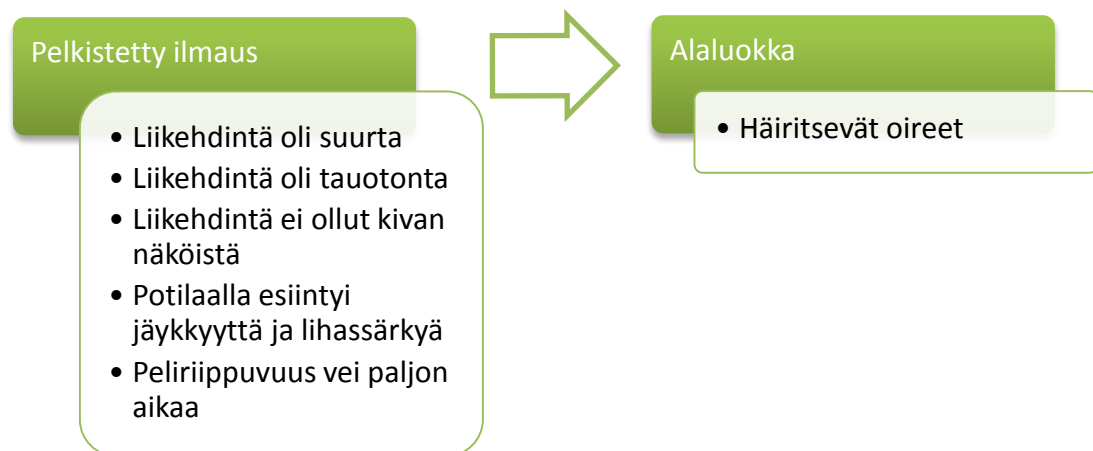 Pelkistetty ilmaus
• Liikehdintä oli suurta
• Liikehdintä oli tauotonta
• Liikehdintä ei ollut kivan
näköistä
• Potilaalla esiintyi
jäykkyyttä ja lihassärkyä
• Peliriippuvuus vei paljon
aikaa
Alaluokka
• Häiritsevät oireet